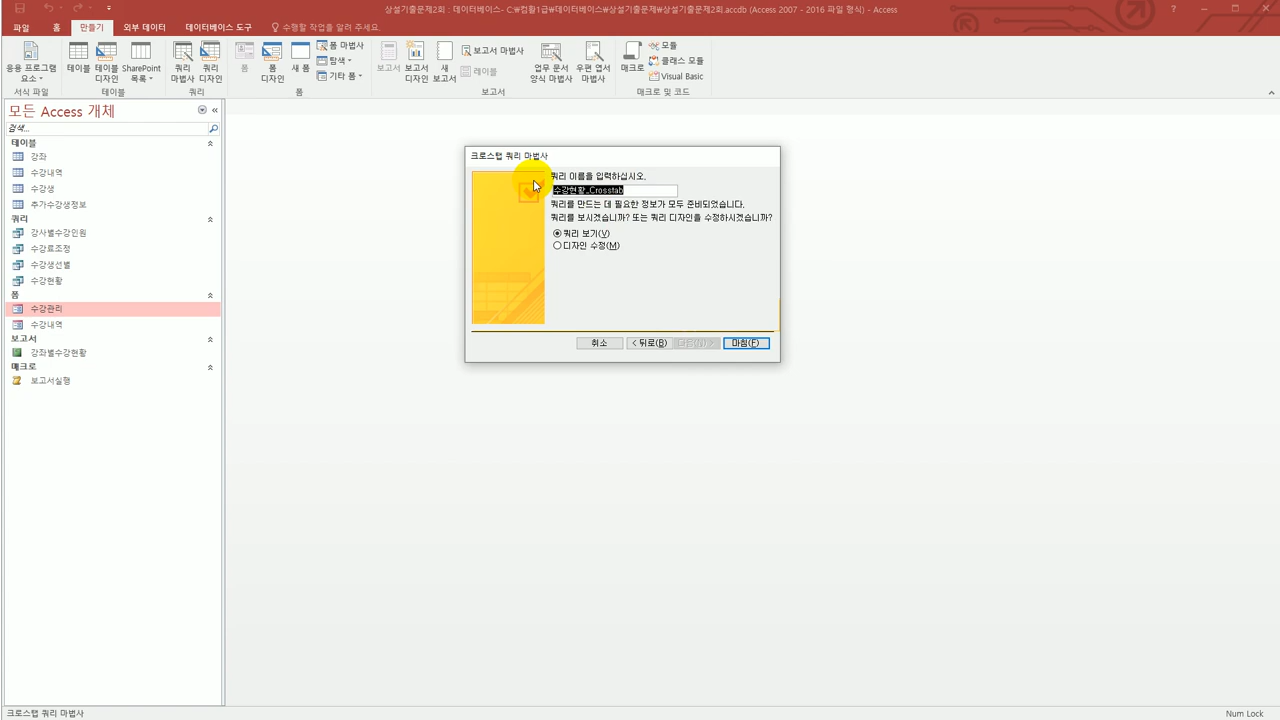 상설기출문제2회 : 데이터베이스- C:₩컴활1급₩데이터베이스₩상설기출문제₩상설기출문제2회.accdb (Access 2007 - 2016 파일 형식) - Access
파일 홈 만들기 외부 데이터 데이터베이스 도구 수행할 작업을 알려 주세요.
응용 프로그램 요소
테이블
테이블 디자인
SharePoint 목록
쿼리 마법사
쿼리 디자인
폼
폼 디자인
새 폼
폼 마법사
탐색
기타 폼
보고서
보고서 디자인
새 보고서
보고서 마법사
레이블
업무 문서 양식 마법사
우편 엽서 마법사
매크로
모듈
클래스 모듈
Visual Basic
서식 파일 테이블 쿼리 폼 보고서 매크로 및 코드
모든 Access 개체
검색...
테이블
강좌
수강내역
수강생
추가수강생정보
쿼리
강사별수강인원
수강료조정
수강생선별
수강현황
폼
수강관리
수강내역
보고서
강좌별수강현황
매크로
보고서실행
크로스탭 쿼리 마법사
쿼리 이름을 입력하십시오.
수강현황_Crosstab
쿼리를 만드는 데 필요한 정보가 모두 준비되었습니다.
쿼리를 보시겠습니까? 또는 쿼리 디자인을 수정하시겠습니까?
쿼리 보기(V)
디자인 수정(M)
취소 < 뒤로(B) 다음(N) > 마침(F)
크로스탭 쿼리 마법사
Num Lock